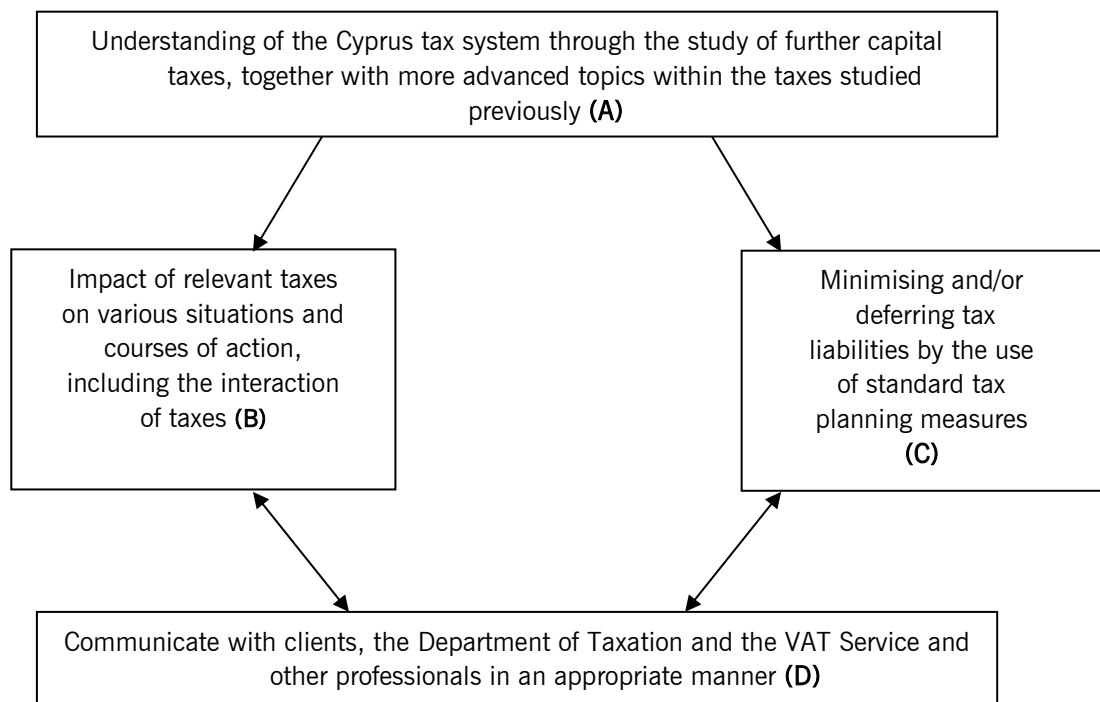 Understanding of the Cyprus tax system through the study of further capital
taxes, together with more advanced topics within the taxes studied
previously (A)
Impact of relevant taxes
on various situations and
courses of action,
including the interaction
of taxes (B)
Minimising and/or
deferring tax
liabilities by the use
of standard tax
planning measures
(C)
Communicate with clients, the Department of Taxation and the VAT Service and
other professionals in an appropriate manner (D)